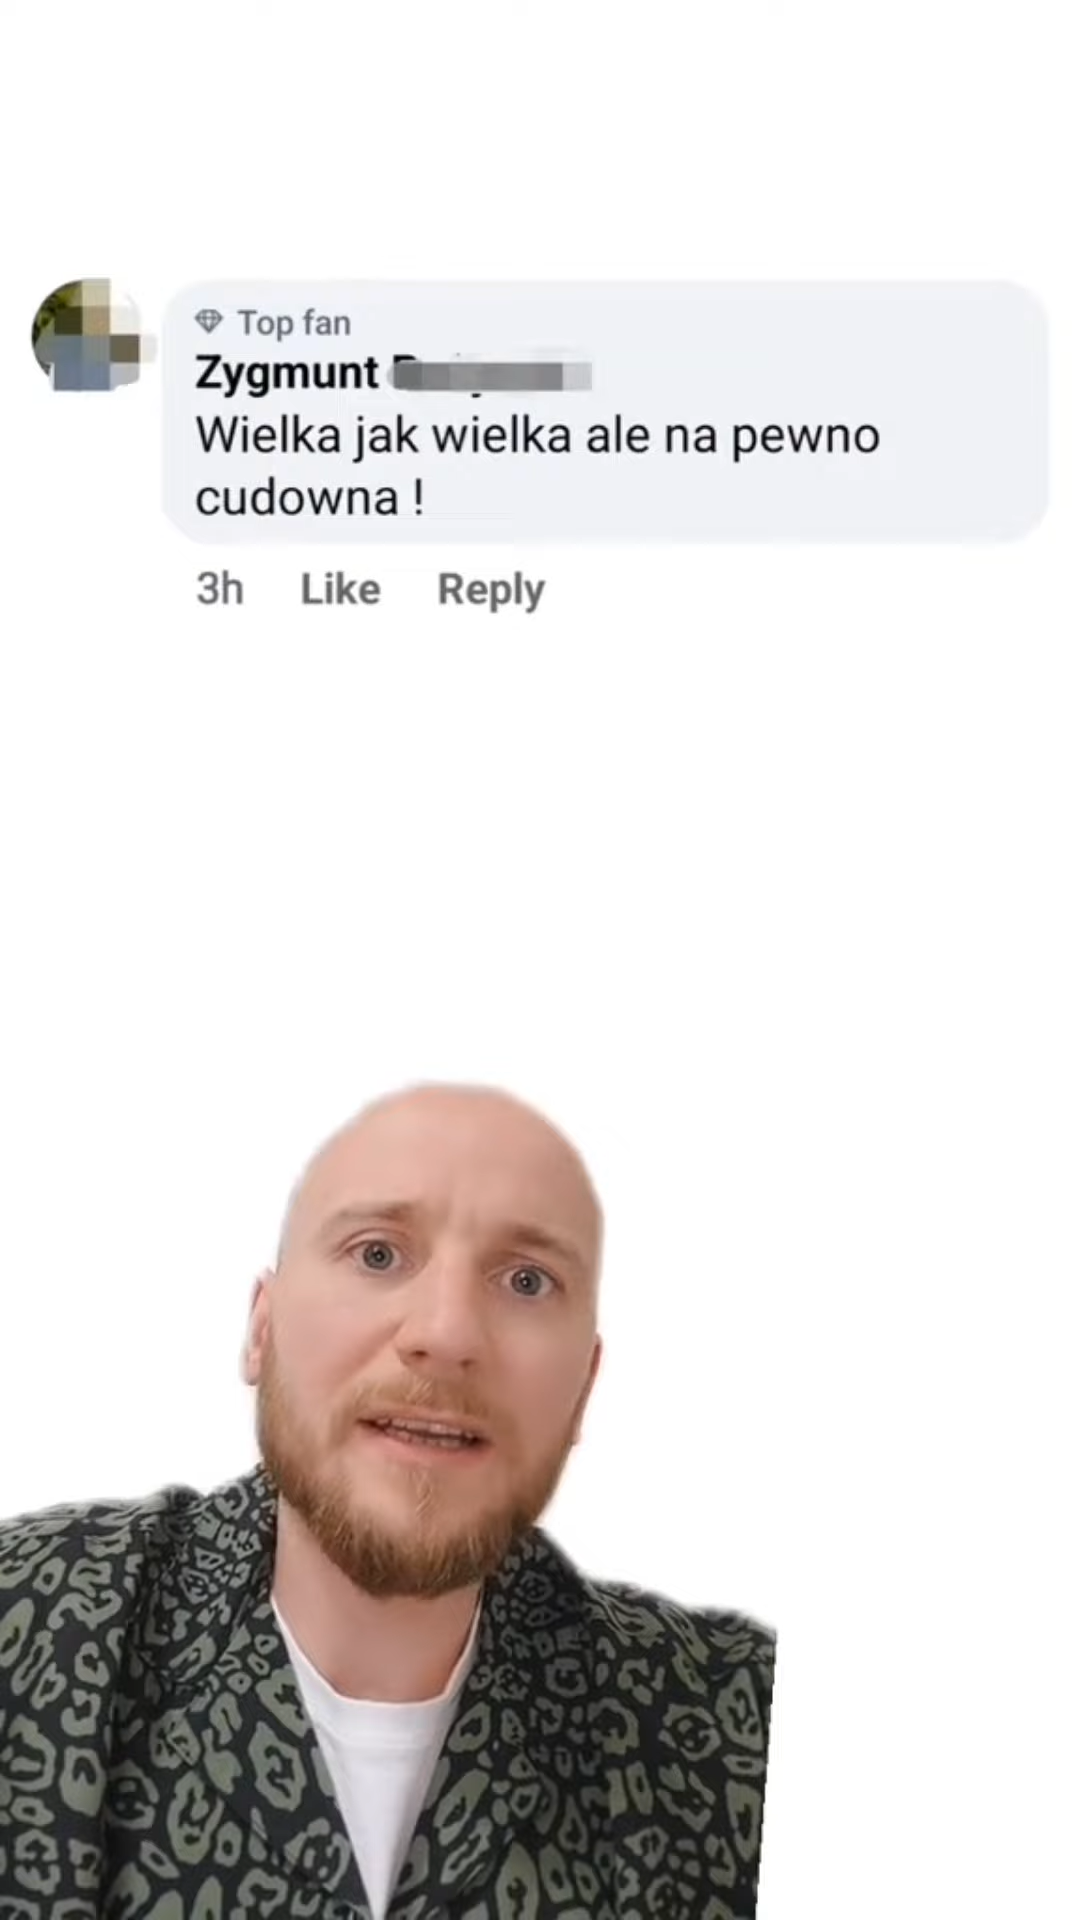 Top fan
Zygmunt
Wielka jak wielka ale na pewno
cudowna !
3h Like Reply